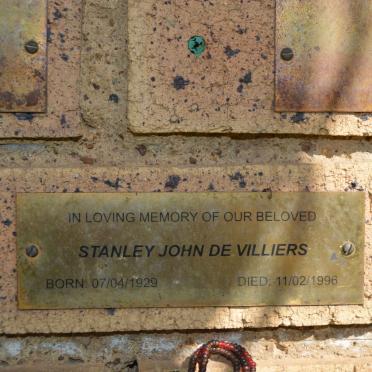 IN LOVING MEMORY OF OUR BELOVED
STANLEY JOHN DE VILLIERS
BORN: 07/04/1929 DIED: 11/02/1996